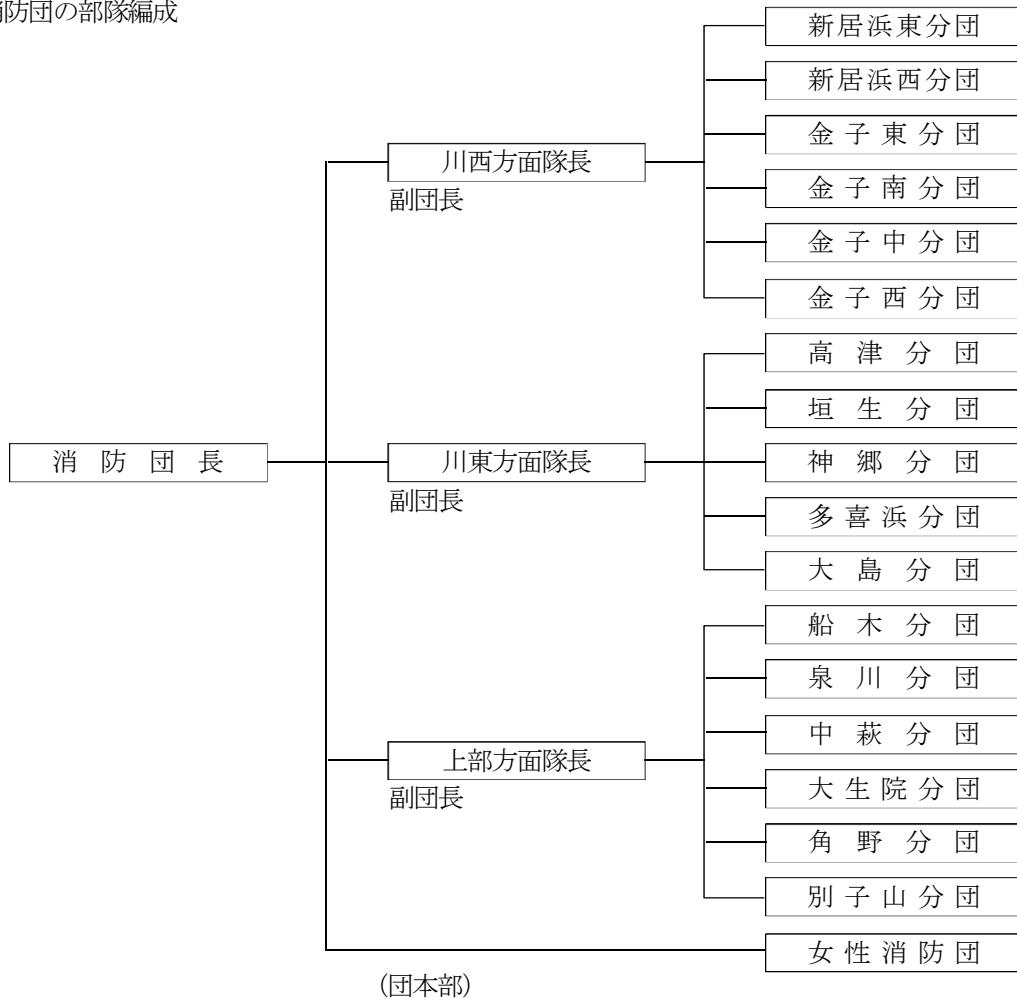 消防団の部隊編成
新居浜東分団
新居浜西分団
金子東分団
川西方面隊長
副団長
金子南分団
金子中分団
金子西分団
高津分団
垣生分団
消防団長
川東方面隊長
副団長
神郷分団
多喜浜分団
大島分団
船木分団
泉川分団
中萩分団
上部方面隊長
副団長
大生院分団
角野分団
別子山分団
女性消防団
(団本部)